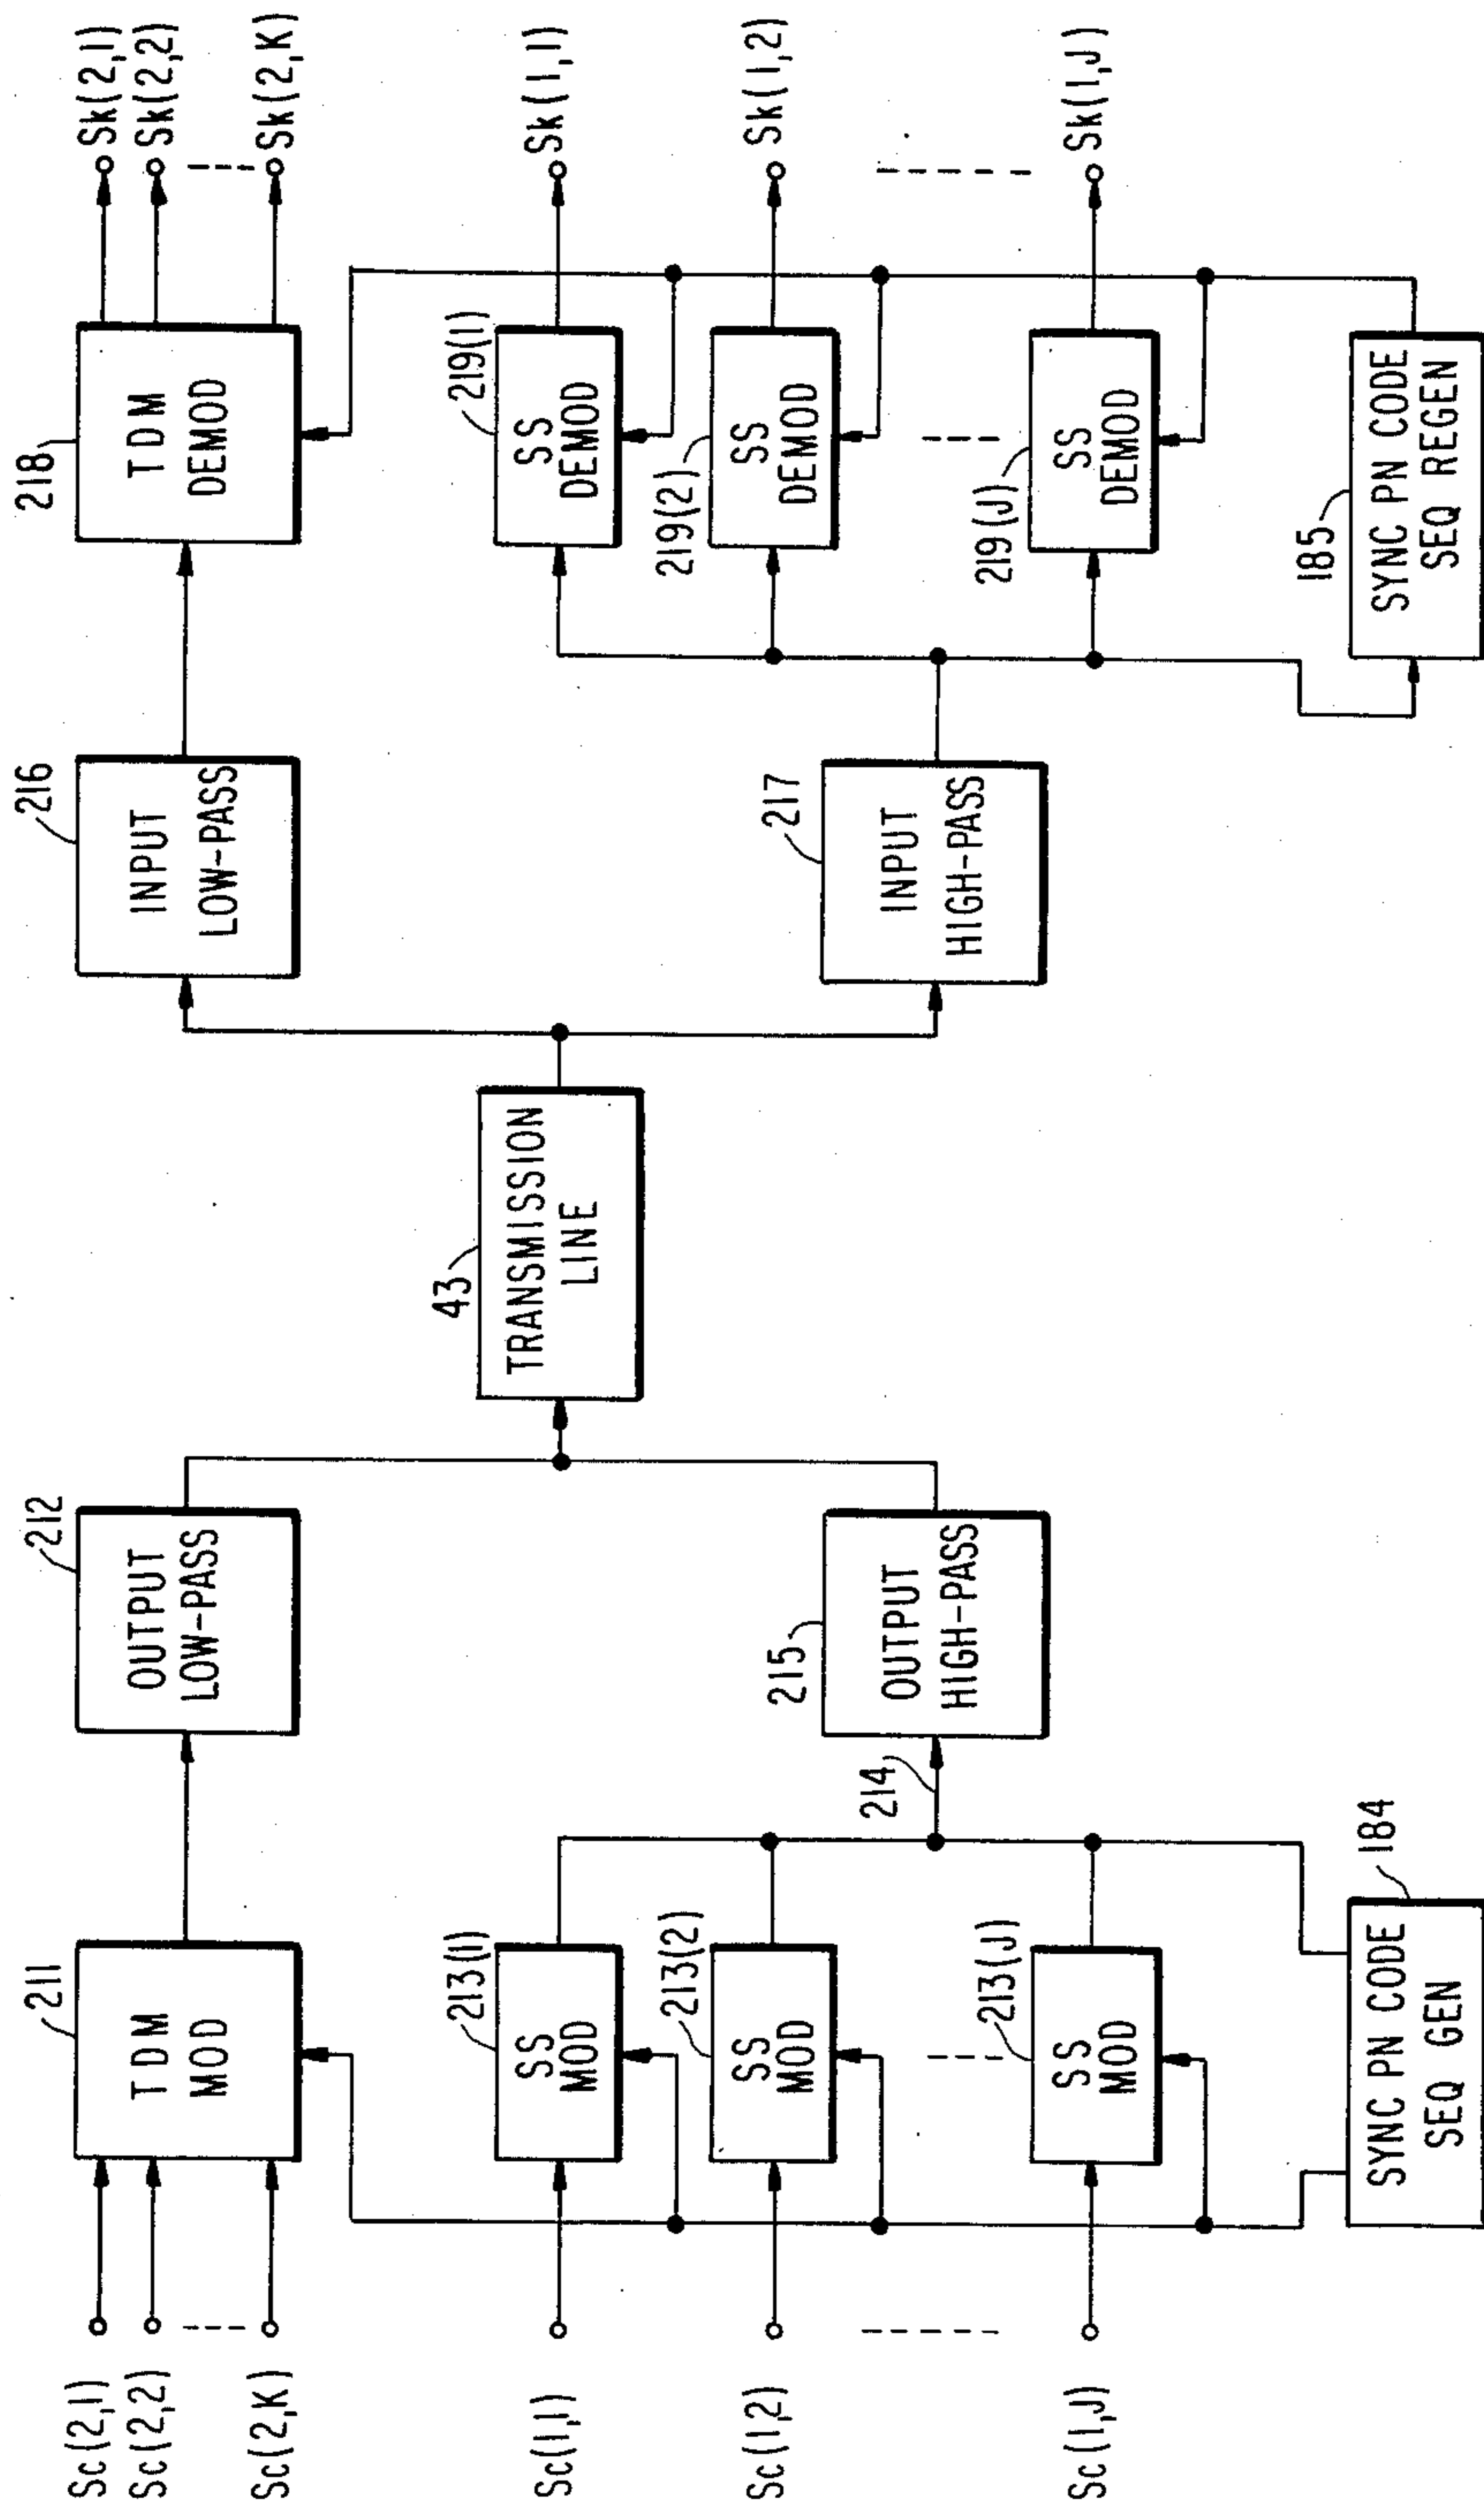 Sc(2,1)
Sc(2,2)
Sc(2,K)
211
TDM
MOD
212
OUTPUT
LOW-PASS
216
INPUT
LOW-PASS
218
TDM
DEMOD
Sk(2,1)
Sk(2,2)
Sk(2,K)
Sc(1,1)
213(1)
SS
MOD
43
TRANSMISSION
LINE
219(1)
SS
DEMOD
Sk(1,1)
Sc(1,2)
213(2)
SS
MOD
214
215
OUTPUT
HIGH-PASS
217
INPUT
HIGH-PASS
219(2)
SS
DEMOD
Sk(1,2)
Sc(1,J)
213(J)
SS
MOD
219(J)
SS
DEMOD
Sk(1,J)
184
SYNC PN CODE
SEQ GEN
185
SYNC PN CODE
SEQ REGEN